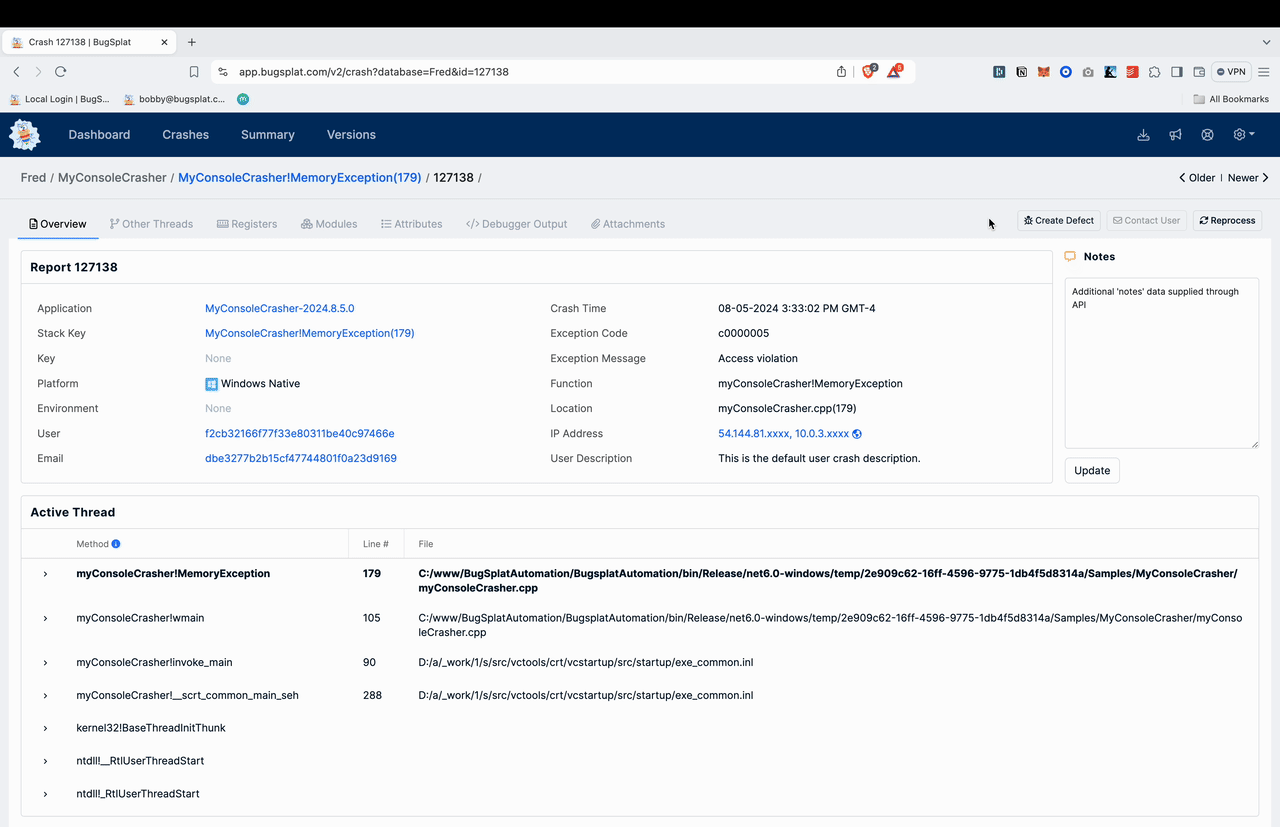 Crash 127138 | BugSplat
app.bugsplat.com/v2/crash?database=Fred&id=127138
2
6
VPN
Local Login | BugS...
bobby@bugsplat.c...
All Bookmarks
Dashboard
Crashes
Summary
Versions
Fred / MyConsoleCrasher / MyConsoleCrasher!MemoryException(179) / 127138 /
Older | Newer
Overview
Other Threads
Registers
Modules
Attributes
</> Debugger Output
Attachments
Create Defect
Contact User
Reprocess
Report 127138
Application MyConsoleCrasher-2024.8.5.0
Stack Key MyConsoleCrasher!MemoryException(179)
Key None
Platform Windows Native
Environment None
User f2cb32166f77f33e80311be40c97466e
Email dbe3277b2b15cf47744801f0a23d9169
Crash Time 08-05-2024 3:33:02 PM GMT-4
Exception Code c0000005
Exception Message Access violation
Function myConsoleCrasher!MemoryException
Location myConsoleCrasher.cpp(179)
IP Address 54.144.81.xxxx, 10.0.3.xxxx
User Description This is the default user crash description.
Notes
Additional 'notes' data supplied through
API
Update
Active Thread
Method Line # File
myConsoleCrasher!MemoryException 179 C:/www/BugSplatAutomation/BugsplatAutomation/bin/Release/net6.0-windows/temp/2e909c62-16ff-4596-9775-1db4f5d8314a/Samples/MyConsoleCrasher/
myConsoleCrasher.cpp
myConsoleCrasher!wmain 105 C:/www/BugSplatAutomation/BugsplatAutomation/bin/Release/net6.0-windows/temp/2e909c62-16ff-4596-9775-1db4f5d8314a/Samples/MyConsoleCrasher/myConso
leCrasher.cpp
myConsoleCrasher!invoke_main 90 D:/a/_work/1/s/src/vctools/crt/vcstartup/src/startup/exe_common.inl
myConsoleCrasher!__scrt_common_main_seh 288 D:/a/_work/1/s/src/vctools/crt/vcstartup/src/startup/exe_common.inl
kernel32!BaseThreadInitThunk
ntdll!__RtlUserThreadStart
ntdll!_RtlUserThreadStart